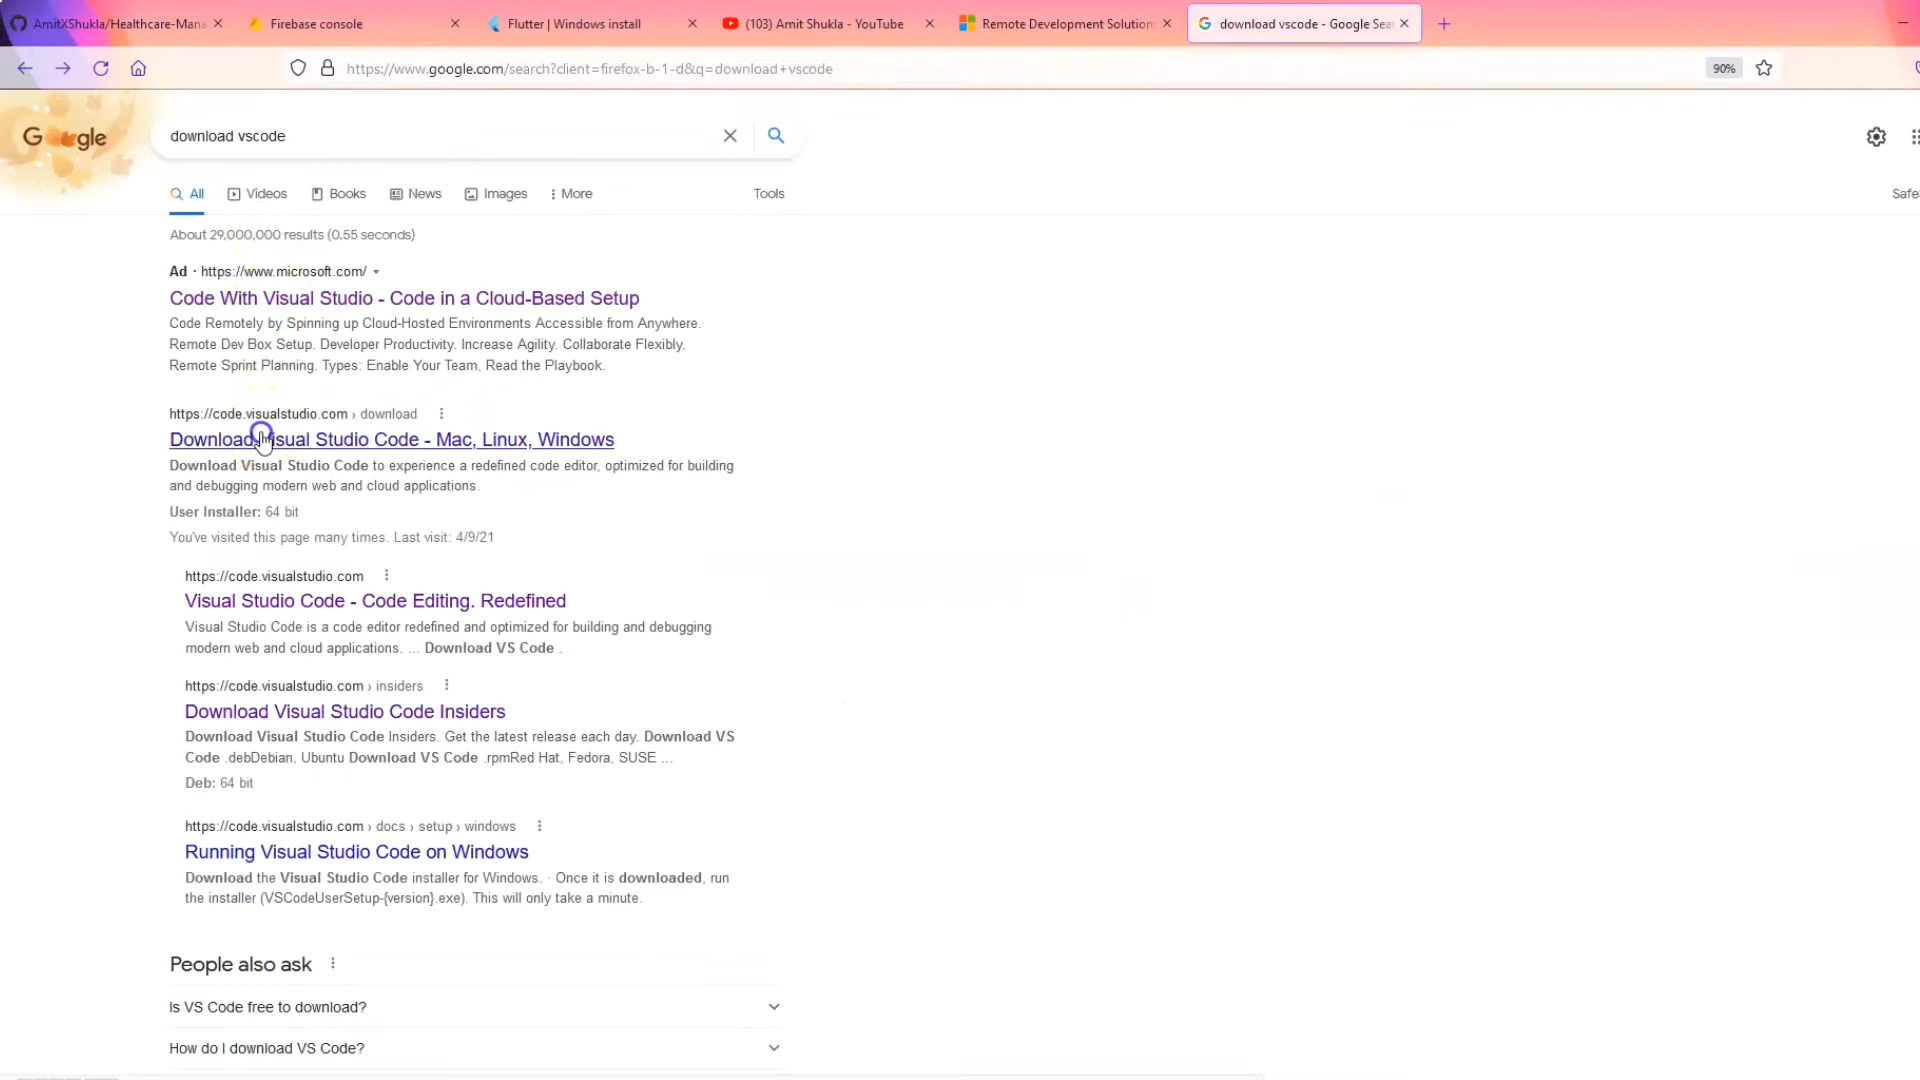 AmitXShukla/Healthcare-Mana
Firebase console
Flutter | Windows install
(103) Amit Shukla - YouTube
Remote Development Solution
download vscode - Google Sea
https://www.google.com/search?client=firefox-b-1-d&q=download+vscode
90%
Google
download vscode
All
Videos
Books
News
Images
More
Tools
Safe
About 29,000,000 results (0.55 seconds)
Ad · https://www.microsoft.com/
Code With Visual Studio - Code in a Cloud-Based Setup
Code Remotely by Spinning up Cloud-Hosted Environments Accessible from Anywhere.
Remote Dev Box Setup. Developer Productivity. Increase Agility. Collaborate Flexibly.
Remote Sprint Planning. Types: Enable Your Team, Read the Playbook.
https://code.visualstudio.com › download
Download Visual Studio Code - Mac, Linux, Windows
Download Visual Studio Code to experience a redefined code editor, optimized for building
and debugging modern web and cloud applications.
User Installer: 64 bit
You've visited this page many times. Last visit: 4/9/21
https://code.visualstudio.com
Visual Studio Code - Code Editing. Redefined
Visual Studio Code is a code editor redefined and optimized for building and debugging
modern web and cloud applications. ... Download VS Code .
https://code.visualstudio.com › insiders
Download Visual Studio Code Insiders
Download Visual Studio Code Insiders. Get the latest release each day. Download VS
Code .debDebian, Ubuntu Download VS Code .rpmRed Hat, Fedora, SUSE ...
Deb: 64 bit
https://code.visualstudio.com › docs › setup › windows
Running Visual Studio Code on Windows
Download the Visual Studio Code installer for Windows. · Once it is downloaded, run
the installer (VSCodeUserSetup-{version}.exe). This will only take a minute.
People also ask
Is VS Code free to download?
How do I download VS Code?